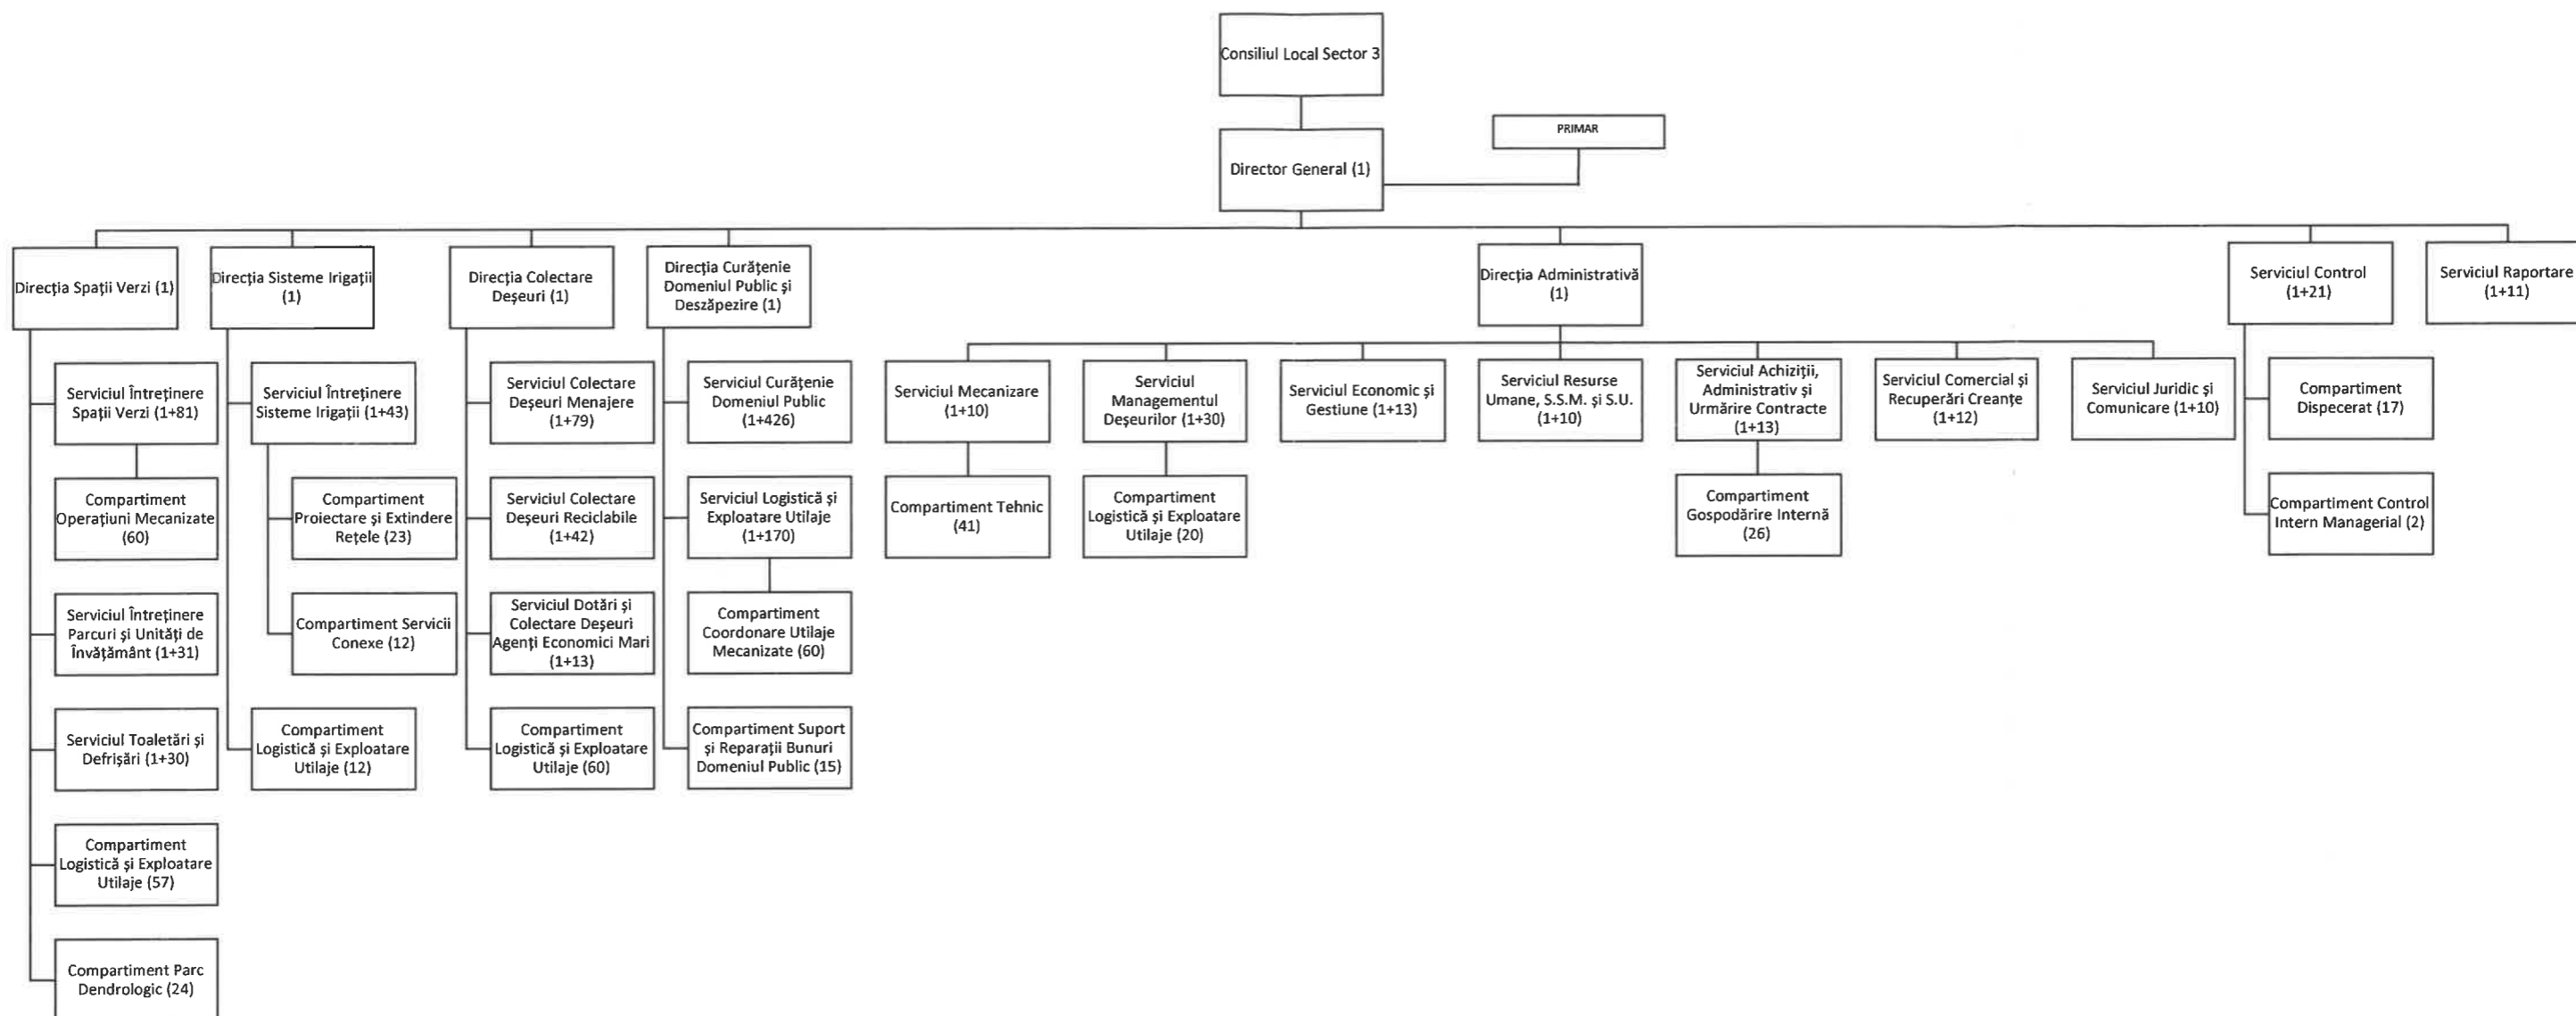 Consiliul Local Sector 3
PRIMAR
Director General (1)
Direcția Spații Verzi (1)
Direcția Sisteme Irigații
(1)
Direcția Colectare
Deșeuri (1)
Direcția Curățenie
Domeniul Public și
Deszăpezire (1)
Direcția Administrativă
(1)
Serviciul Control
(1+21)
Serviciul Raportare
(1+11)
Serviciul Întreținere
Spații Verzi (1+81)
Compartiment
Operațiuni Mecanizate
(60)
Serviciul Întreținere
Parcuri și Unități de
Învățământ (1+31)
Serviciul Toaletări și
Defrișări (1+30)
Compartiment
Logistică și Exploatare
Utilaje (57)
Compartiment Parc
Dendrologic (24)
Serviciul Întreținere
Sisteme Irigații (1+43)
Compartiment
Proiectare și Extindere
Rețele (23)
Compartiment Servicii
Conexe (12)
Compartiment
Logistică și Exploatare
Utilaje (12)
Serviciul Colectare
Deșeuri Menajere
(1+79)
Serviciul Colectare
Deșeuri Reciclabile
(1+42)
Serviciul Dotări și
Colectare Deșeuri
Agenți Economici Mari
(1+13)
Compartiment
Logistică și Exploatare
Utilaje (60)
Serviciul Curățenie
Domeniul Public
(1+426)
Serviciul Logistică și
Exploatare Utilaje
(1+170)
Compartiment
Coordonare Utilaje
Mecanizate (60)
Compartiment Suport
și Reparații Bunuri
Domeniul Public (15)
Serviciul Mecanizare
(1+10)
Compartiment Tehnic
(41)
Serviciul
Managementul
Deșeurilor (1+30)
Compartiment
Logistică și Exploatare
Utilaje (20)
Serviciul Economic și
Gestiune (1+13)
Serviciul Resurse
Umane, S.S.M. și S.U.
(1+10)
Serviciul Achiziții,
Administrativ și
Urmărire Contracte
(1+13)
Compartiment
Gospodărire Internă
(26)
Serviciul Comercial și
Recuperări Creanțe
(1+12)
Serviciul Juridic și
Comunicare (1+10)
Compartiment
Dispecerat (17)
Compartiment Control
Intern Managerial (2)